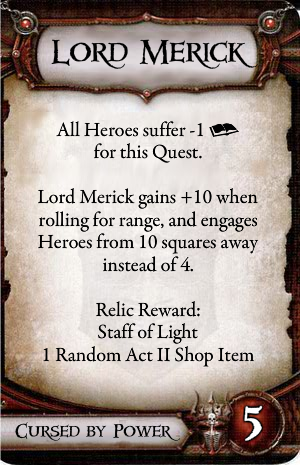 Lord Merick
All Heroes suffer -1
for this Quest.
Lord Merick gains +10 when
rolling for range, and engages
Heroes from 10 squares away
instead of 4.
Relic Reward:
Staff of Light
1 Random Act II Shop Item
Cursed by Power
5